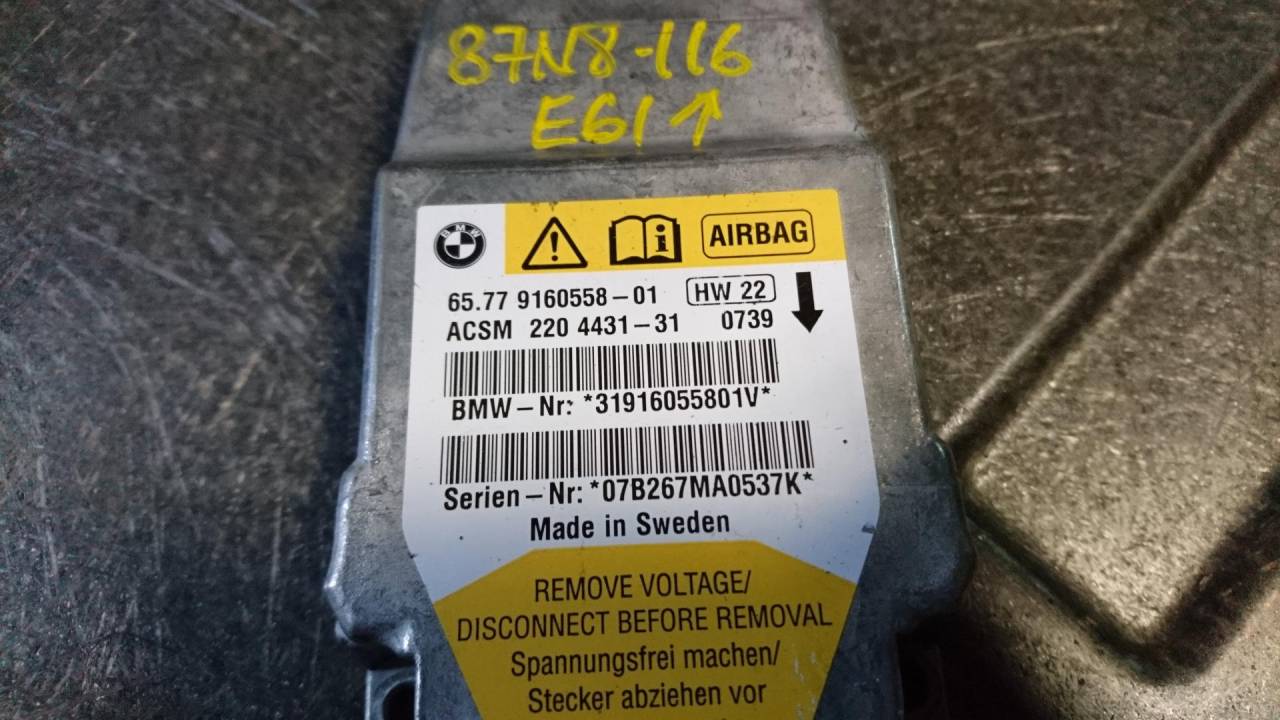 87N8-116
E61↑
BMW
AIRBAG
65.77 9160558-01 HW 22
ACSM 220 4431-31 0739
BMW-Nr: *31916055801V*
Serien-Nr: *07B267MA0537K*
Made in Sweden
REMOVE VOLTAGE/
DISCONNECT BEFORE REMOVAL
Spannungsfrei machen/
Stecker abziehen vor